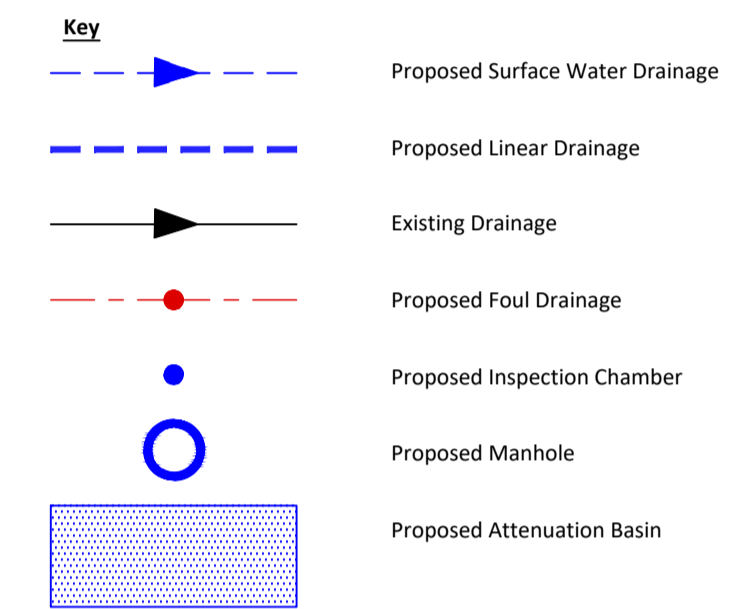 Key
Proposed Surface Water Drainage
Proposed Linear Drainage
Existing Drainage
Proposed Foul Drainage
Proposed Inspection Chamber
Proposed Manhole
Proposed Attenuation Basin